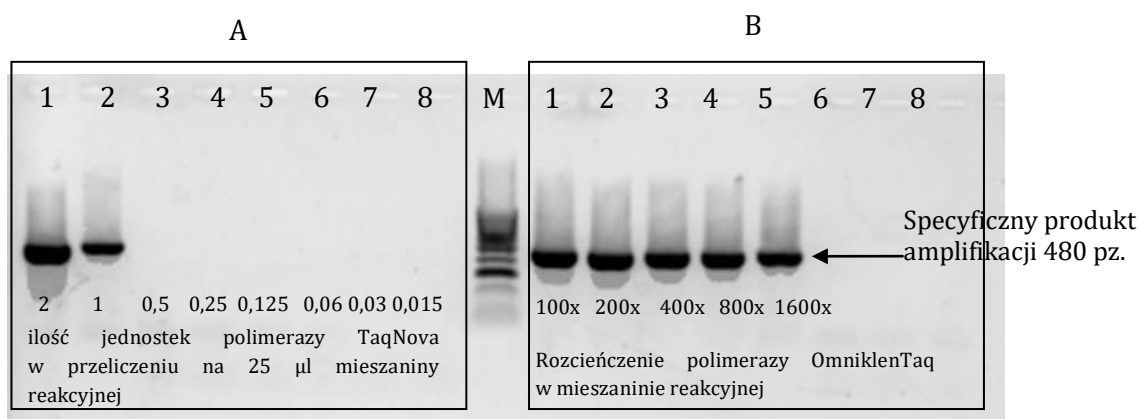 A
B
1 2 3 4 5 6 7 8 M 1 2 3 4 5 6 7 8
Specyficzny produkt
amplifikacji 480 pz.
2 1 0,5 0,25 0,125 0,06 0,03 0,015
100x 200x 400x 800x 1600x
ilość jednostek polimerazy TaqNova
w przeliczeniu na 25 µl mieszaniny
reakcyjnej
Rozcieńczenie polimerazy OmniklenTaq
w mieszaninie reakcyjnej